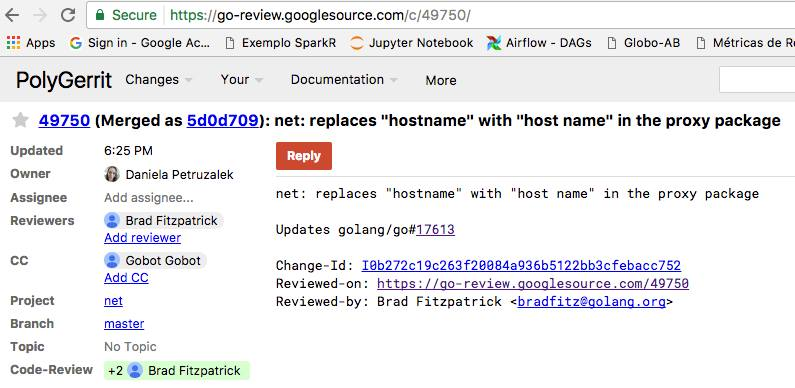 Secure https://go-review.googlesource.com/c/49750/
Apps G Sign in - Google Ac... Exemplo SparkR Jupyter Notebook Airflow - DAGs Globo-AB Métricas de R
PolyGerrit Changes Your Documentation More
49750 (Merged as 5d0d709): net: replaces "hostname" with "host name" in the proxy package
Updated 6:25 PM
Owner Daniela Petruzalek
Assignee Add assignee...
Reviewers Brad Fitzpatrick
Add reviewer
CC Gobot Gobot
Add CC
Project net
Branch master
Topic No Topic
Code-Review +2 Brad Fitzpatrick
Reply
net: replaces "hostname" with "host name" in the proxy package
Updates golang/go#17613
Change-Id: I0b272c19c263f20084a936b5122bb3cfebacc752
Reviewed-on: https://go-review.googlesource.com/49750
Reviewed-by: Brad Fitzpatrick <bradfitz@golang.org>